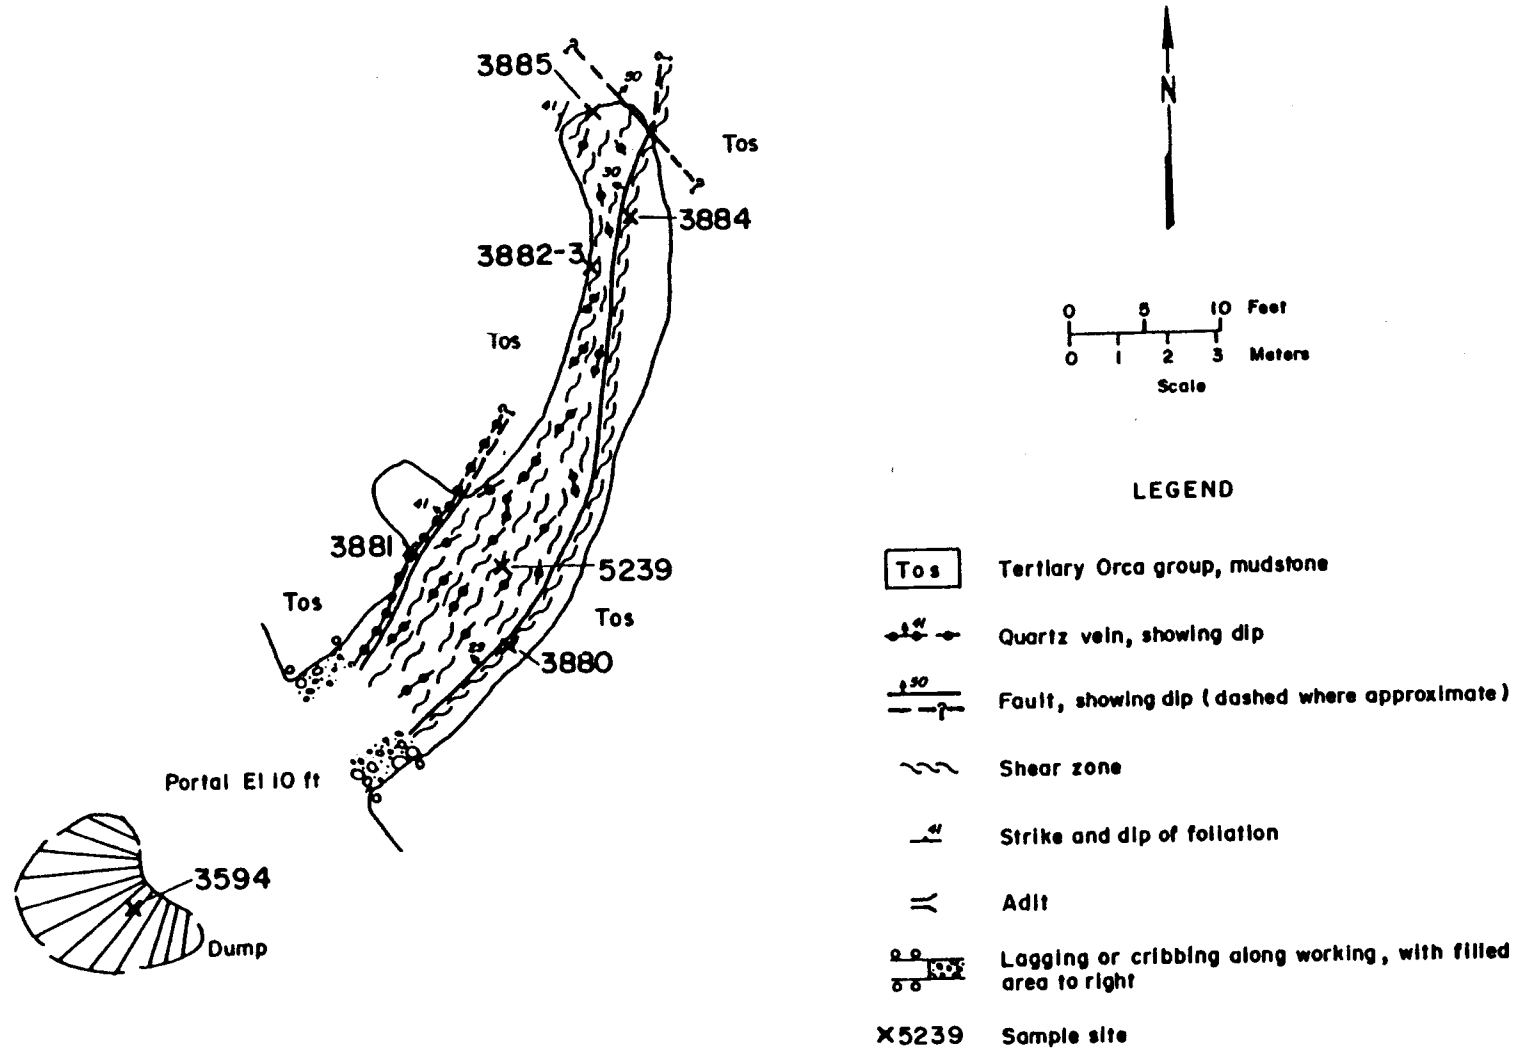 3885
50
41
Tos
N
30
3884
3882-3
0 5 10 Feet
0 1 2 3 Meters
Scale
Tos
LEGEND
41
3881
5239
Tos
Tos
29
3880
Portal El 10 ft
3594
Dump
Tos Tertiary Orca group, mudstone
41 Quartz vein, showing dip
50 Fault, showing dip (dashed where approximate)
?
Shear zone
41 Strike and dip of foliation
Adit
Lagging or cribbing along working, with filled
area to right
X5239 Sample site